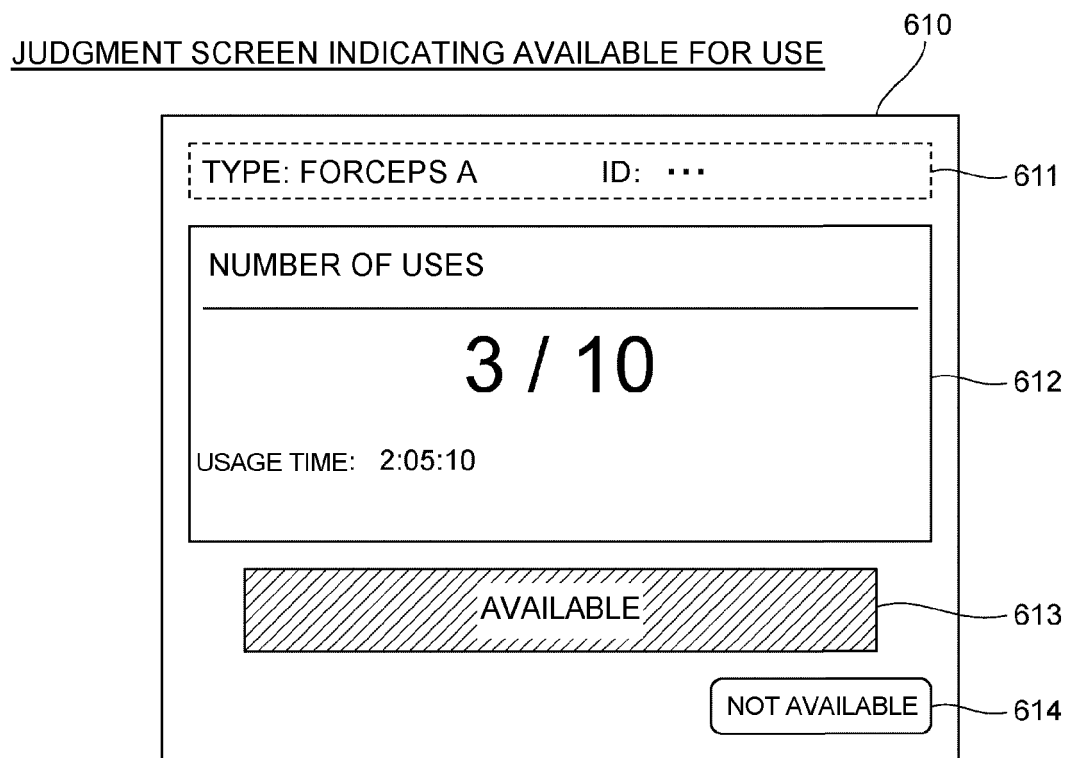 610
JUDGMENT SCREEN INDICATING AVAILABLE FOR USE
TYPE: FORCEPS A ID: ··· 611
NUMBER OF USES
3 / 10 612
USAGE TIME: 2:05:10
AVAILABLE 613
NOT AVAILABLE 614